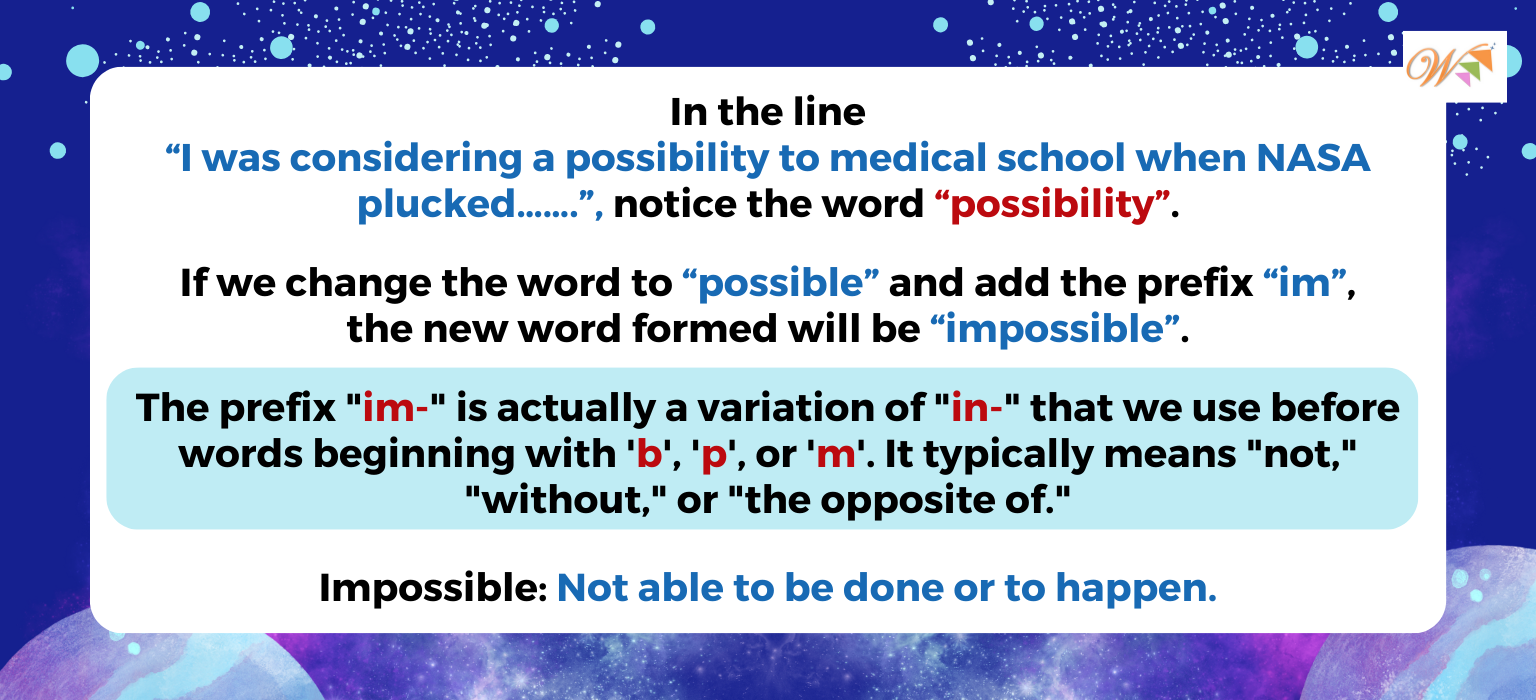 W
In the line
“I was considering a possibility to medical school when NASA
plucked.......”, notice the word “possibility”.
If we change the word to “possible” and add the prefix “im”,
the new word formed will be “impossible”.
The prefix "im-" is actually a variation of "in-" that we use before
words beginning with 'b', 'p', or 'm'. It typically means "not,"
"without," or "the opposite of."
Impossible: Not able to be done or to happen.